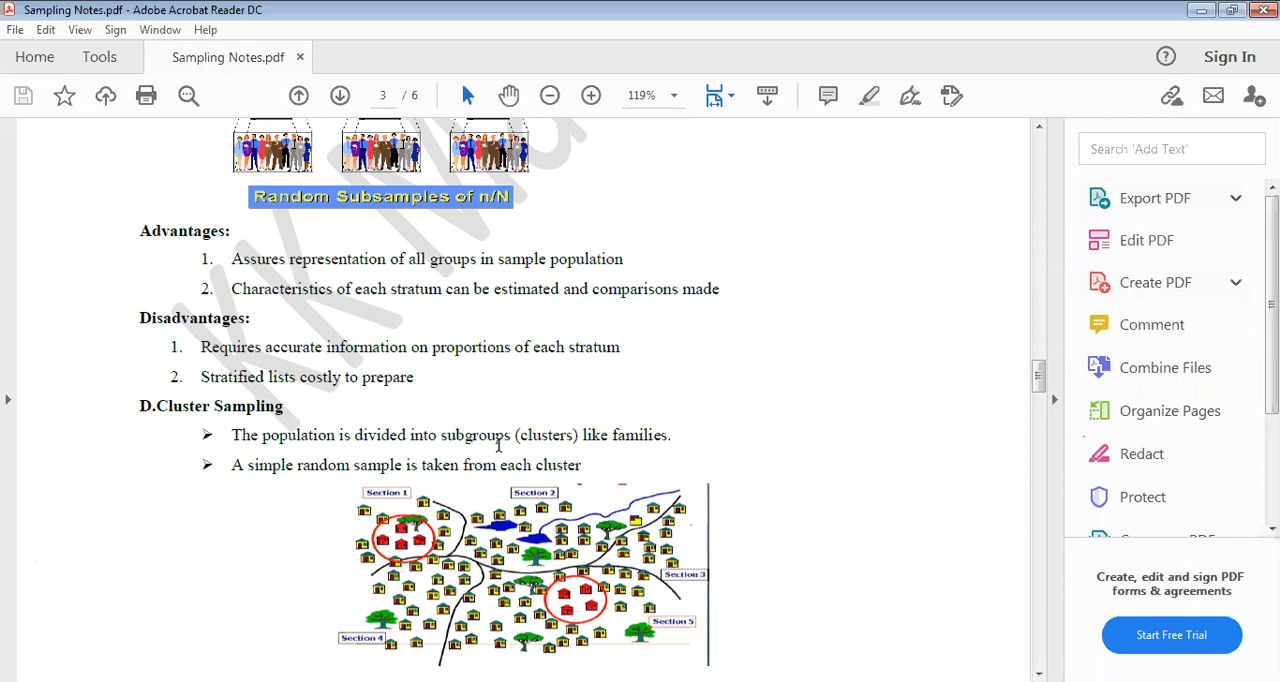 Sampling Notes.pdf - Adobe Acrobat Reader DC
File Edit View Sign Window Help
Home Tools Sampling Notes.pdf × ? Sign In
3 / 6 119%
KK Ma
Random Subsamples of n/N
Advantages:
1. Assures representation of all groups in sample population
2. Characteristics of each stratum can be estimated and comparisons made
Disadvantages:
1. Requires accurate information on proportions of each stratum
2. Stratified lists costly to prepare
D.Cluster Sampling
➢ The population is divided into subgroups (clusters) like families.
➢ A simple random sample is taken from each cluster
Section 1 Section 2
Section 3
Section 5
Section 4
Search 'Add Text'
Export PDF
Edit PDF
Create PDF
Comment
Combine Files
Organize Pages
Redact
Protect
Create, edit and sign PDF
forms & agreements
Start Free Trial